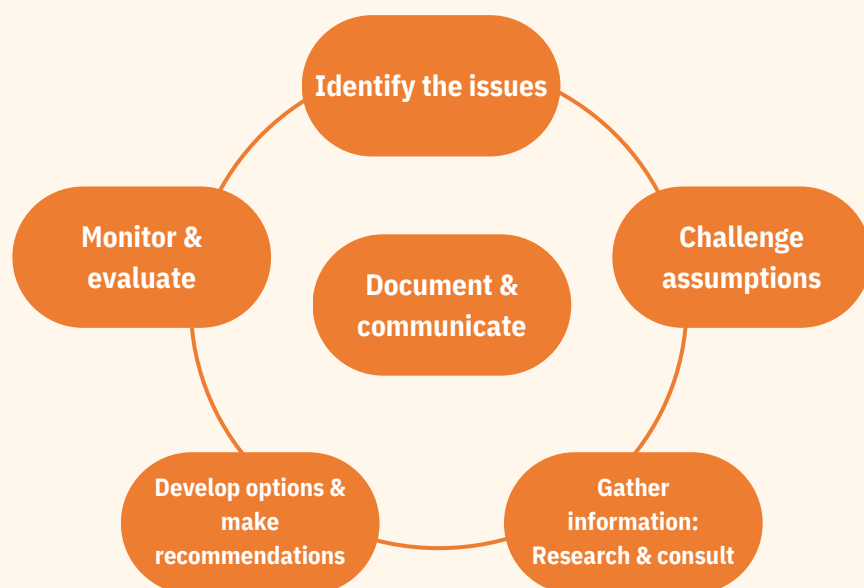 Identify the issues
Challenge
assumptions
Gather
information:
Research & consult
Develop options &
make
recommendations
Monitor &
evaluate
Document &
communicate